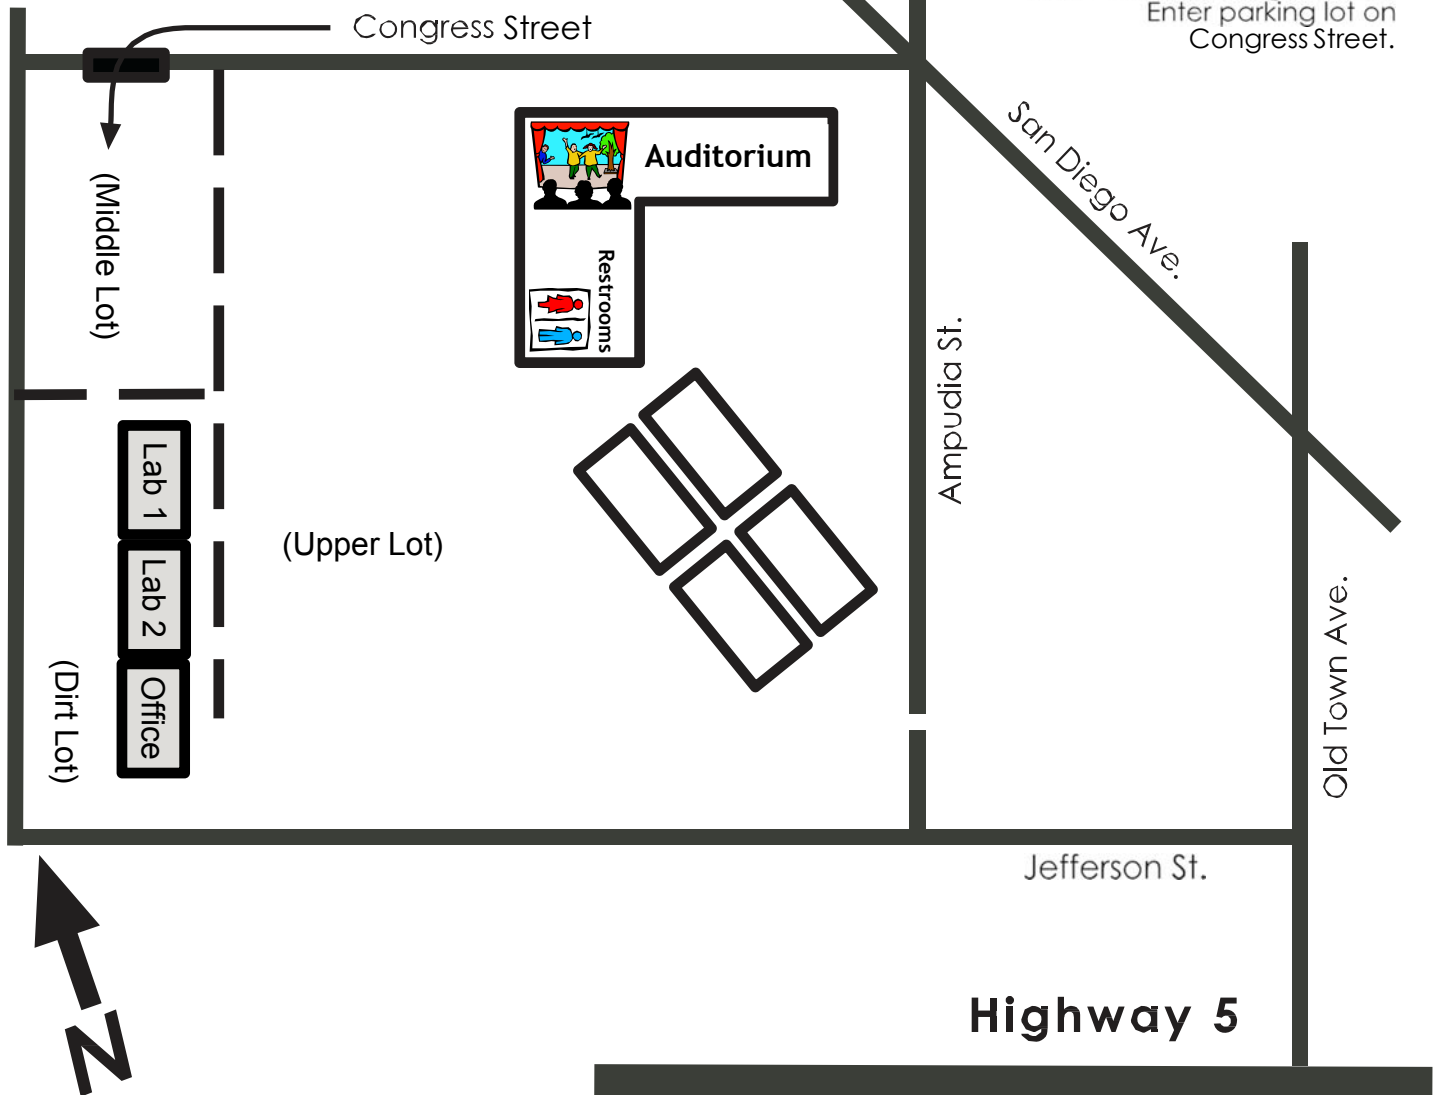 Enter parking lot on
Congress Street.
Congress Street
San Diego Ave.
Auditorium
(Middle Lot)
Restrooms
Ampudia St.
Lab 1
(Upper Lot)
Lab 2
Old Town Ave.
(Dirt Lot)
Office
Jefferson St.
Highway 5
N